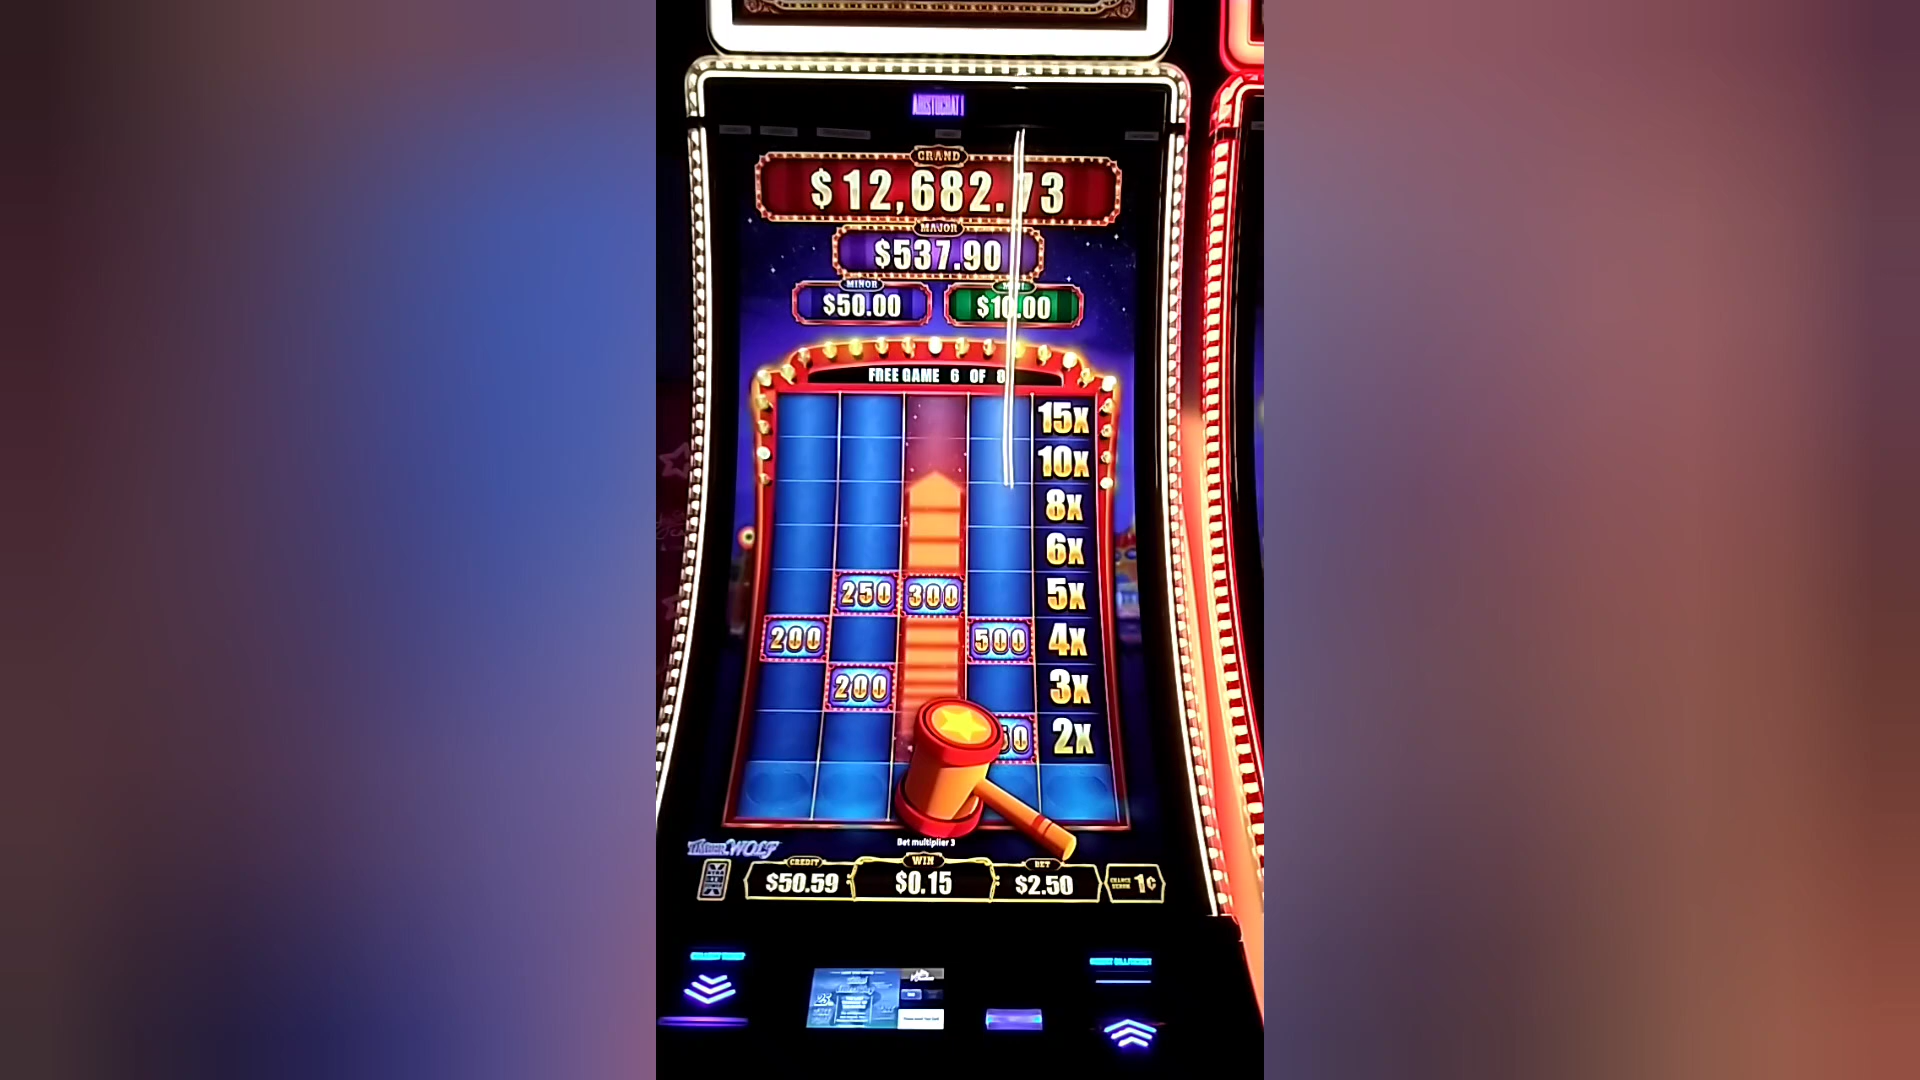 GRAND
$12,682.73
MAJOR
$537.90
MINOR
$50.00
$10.00
FREE GAME 6 OF 8
15X
10X
8X
6X
250 300 5X
200 500 4X
200 3X
2X
Bet multiplier 3
TIMBER WOLF
CREDIT WIN BET
$50.59 $0.15 $2.50 1¢